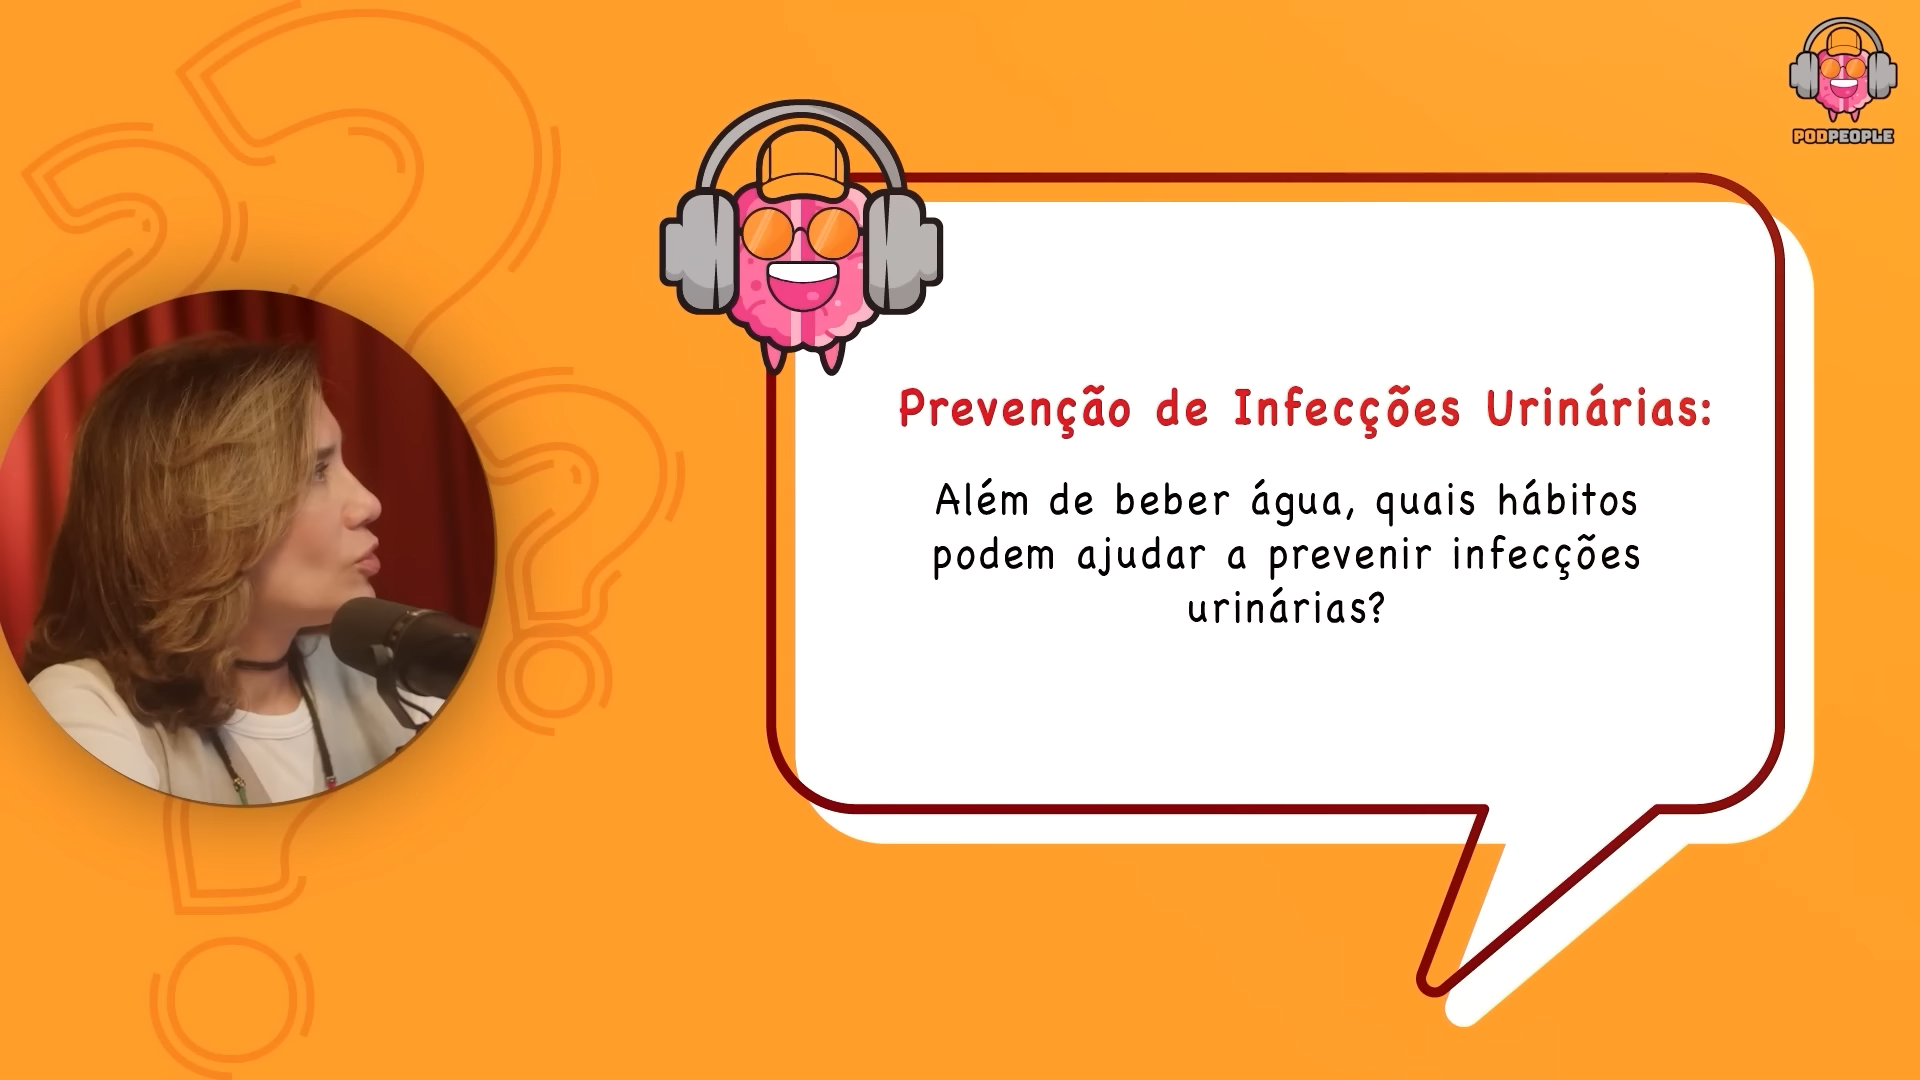 PODPEOPLE
Prevenção de Infecções Urinárias:
Além de beber água, quais hábitos
podem ajudar a prevenir infecções
urinárias?